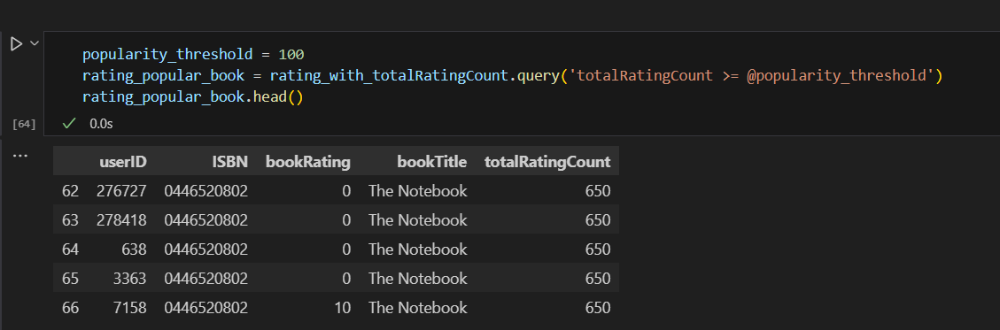 popularity_threshold = 100
rating_popular_book = rating_with_totalRatingCount.query('totalRatingCount >= @popularity_threshold')
rating_popular_book.head()
[64] 0.0s
userID ISBN bookRating bookTitle totalRatingCount
62 276727 0446520802 0 The Notebook 650
63 278418 0446520802 0 The Notebook 650
64 638 0446520802 0 The Notebook 650
65 3363 0446520802 0 The Notebook 650
66 7158 0446520802 10 The Notebook 650